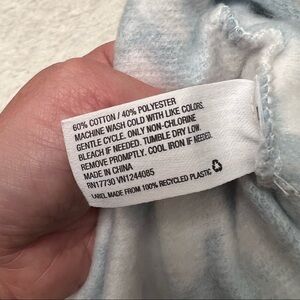 60% COTTON / 40% POLYESTER
MACHINE WASH COLD WITH LIKE COLORS.
GENTLE CYCLE. ONLY NON-CHLORINE
BLEACH IF NEEDED. TUMBLE DRY LOW.
REMOVE PROMPTLY. COOL IRON IF NEEDED.
MADE IN CHINA
RN17730 VN1244085
LABEL MADE FROM 100% RECYCLED PLASTIC